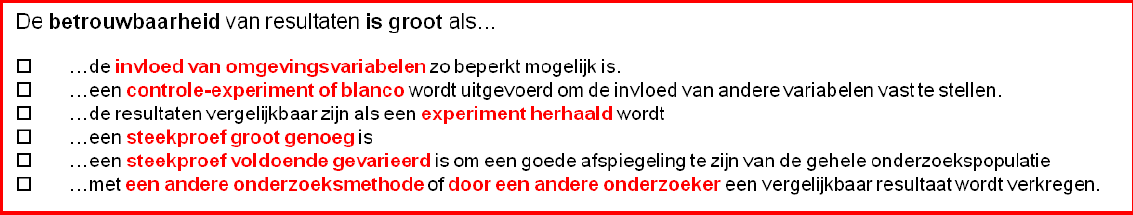 De betrouwbaarheid van resultaten is groot als…
□ …de invloed van omgevingsvariabelen zo beperkt mogelijk is.
□ …een controle-experiment of blanco wordt uitgevoerd om de invloed van andere variabelen vast te stellen.
□ …de resultaten vergelijkbaar zijn als een experiment herhaald wordt
□ …een steekproef groot genoeg is
□ …een steekproef voldoende gevarieerd is om een goede afspiegeling te zijn van de gehele onderzoekspopulatie
□ …met een andere onderzoeksmethode of door een andere onderzoeker een vergelijkbaar resultaat wordt verkregen.